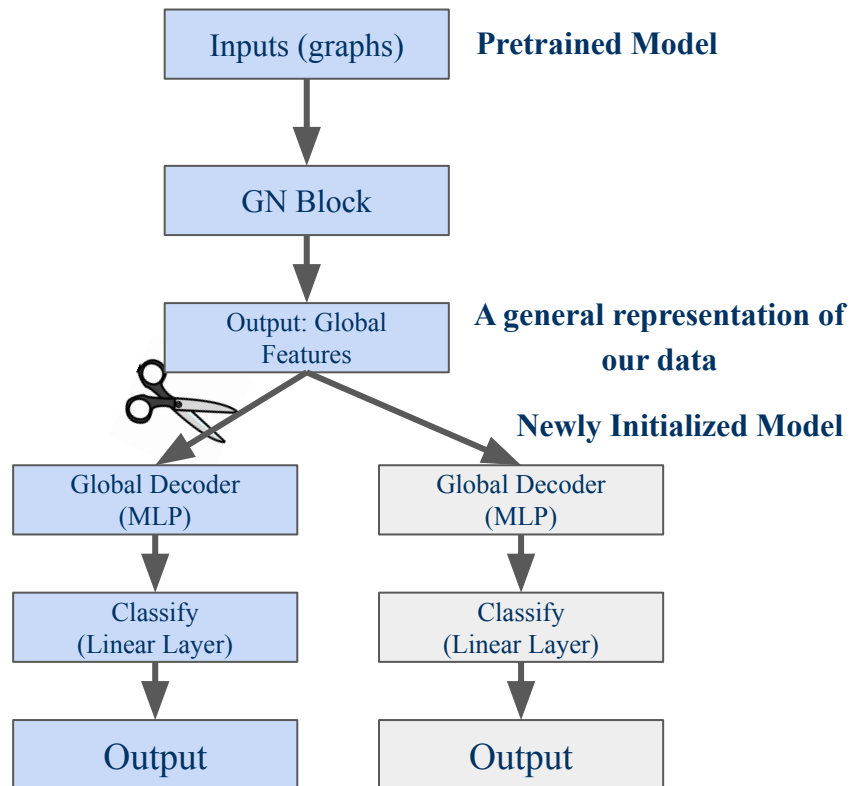 Inputs (graphs)
Pretrained Model
GN Block
Output: Global
Features
A general representation of
our data
Newly Initialized Model
Global Decoder
(MLP)
Global Decoder
(MLP)
Classify
(Linear Layer)
Classify
(Linear Layer)
Output
Output